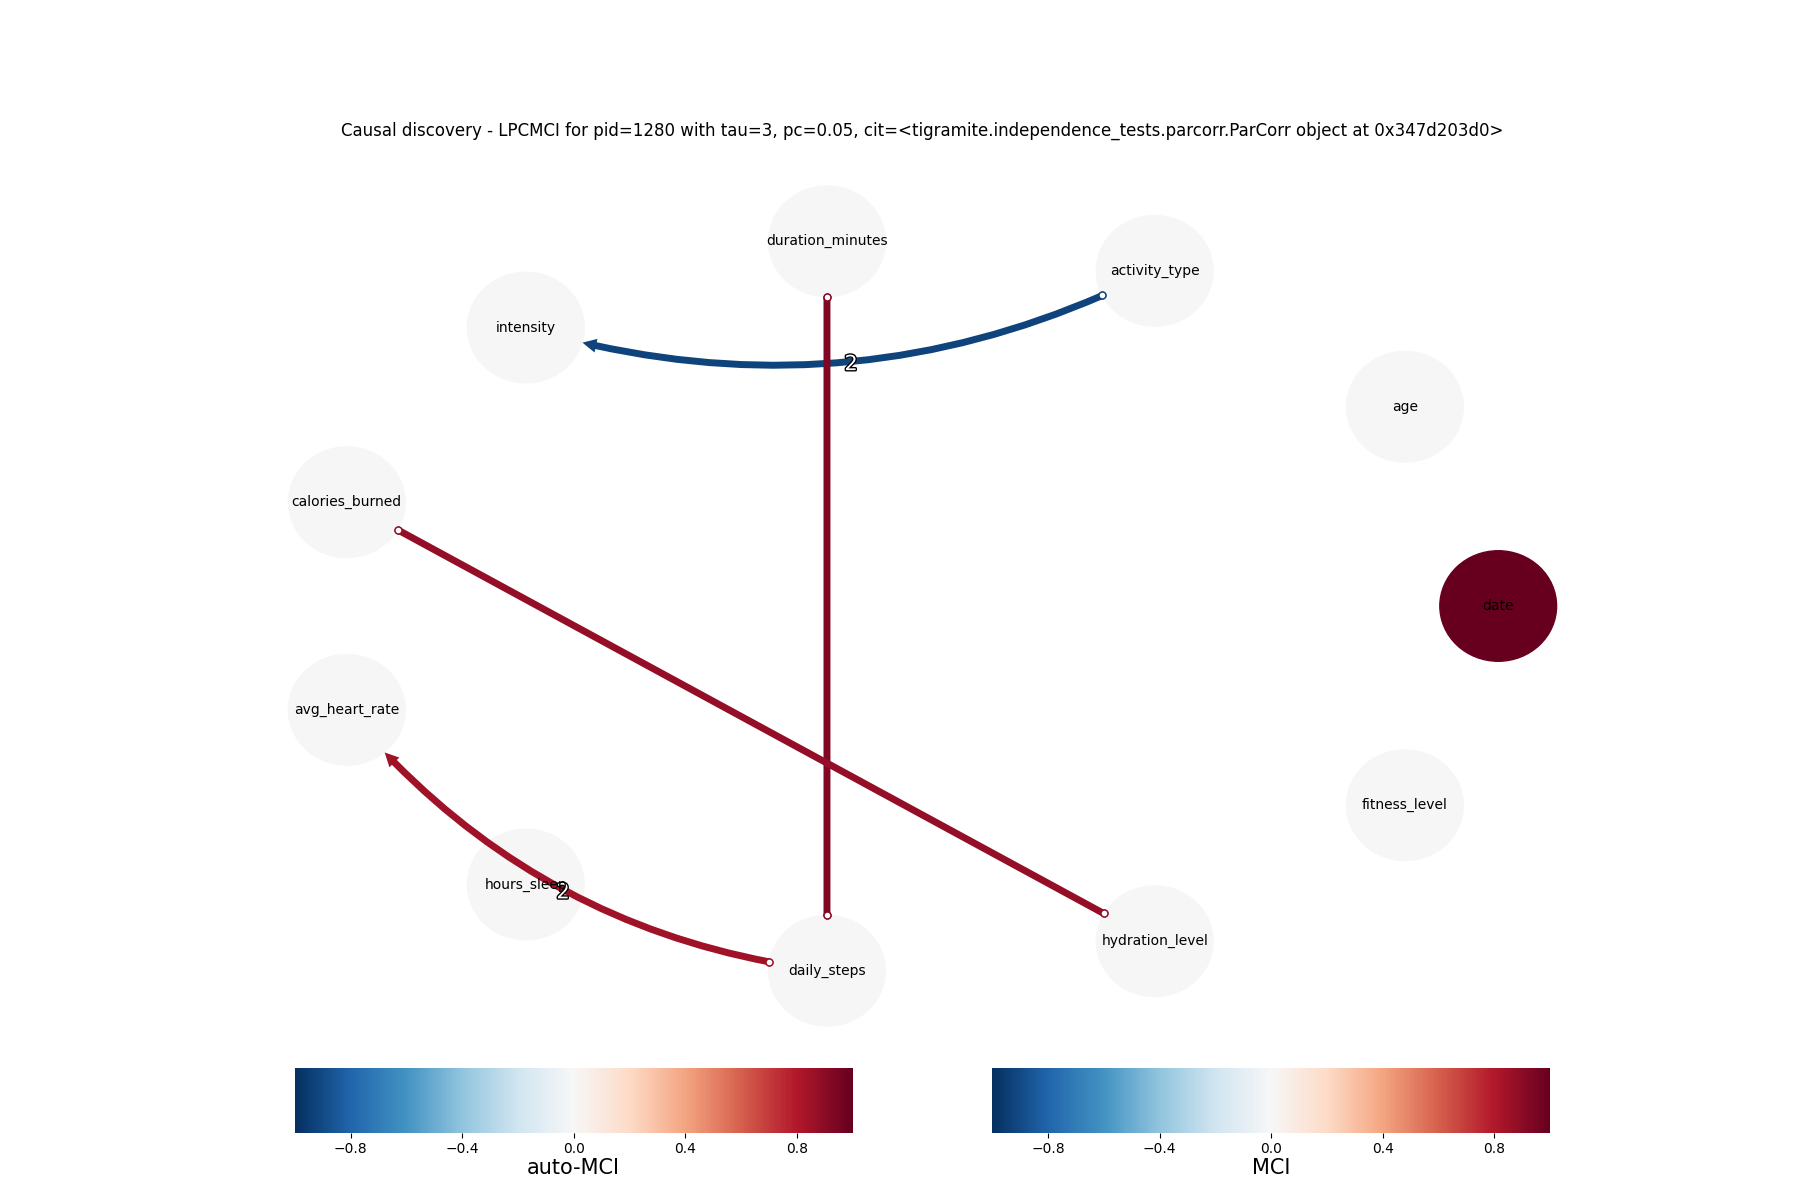 Causal discovery - LPCMCI for pid=1280 with tau=3, pc=0.05, cit=<tigramite.independence_tests.parcorr.ParCorr object at 0x347d203d0>
duration_minutes
activity_type
intensity
2
age
calories_burned
date
avg_heart_rate
fitness_level
hours_sleep
2
hydration_level
daily_steps
−0.8 −0.4 0.0 0.4 0.8
auto-MCI
−0.8 −0.4 0.0 0.4 0.8
MCI